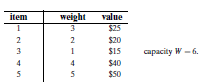 item weight value
1 3 $25
2 2 $20
3 1 $15 capacity W = 6.
4 4 $40
5 5 $50